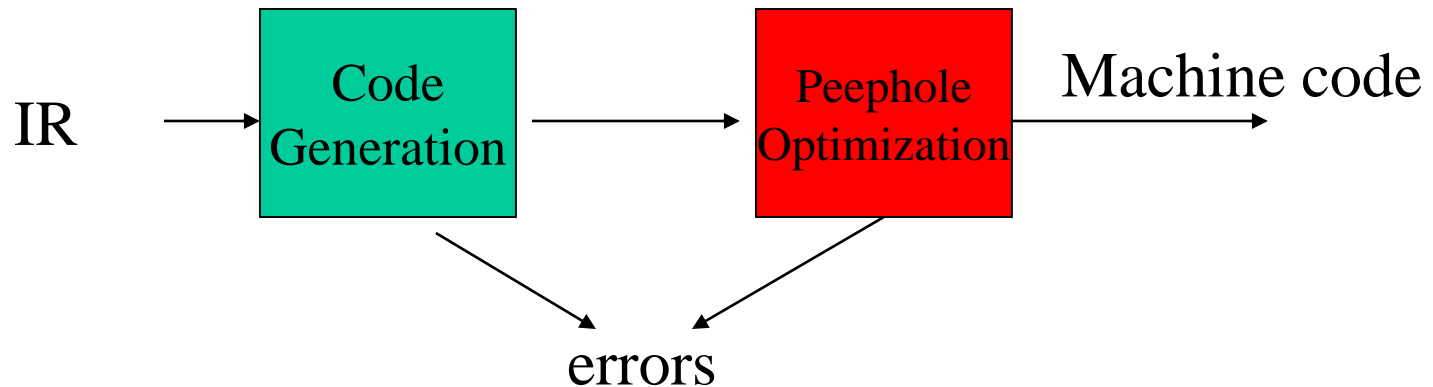 IR
Code
Generation
Peephole
Optimization
Machine code
errors